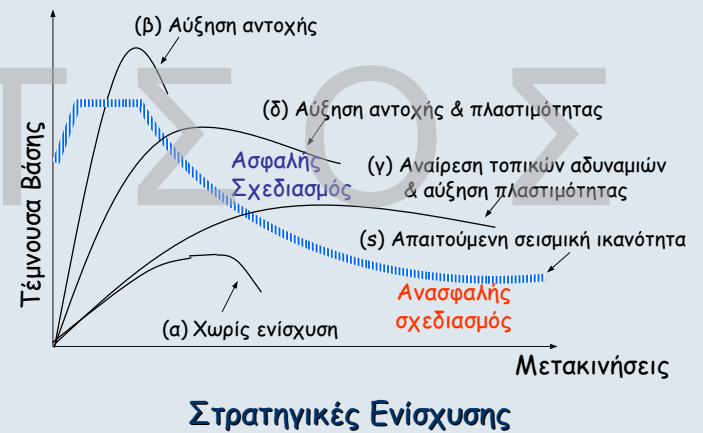 (β) Αύξηση αντοχής
(δ) Αύξηση αντοχής & πλαστιμότητας
Ασφαλής
Σχεδιασμός
(γ) Αναίρεση τοπικών αδυναμιών
& αύξηση πλαστιμότητας
(s) Απαιτούμενη σεισμική ικανότητα
Ανασφαλής
σχεδιασμός
(α) Χωρίς ενίσχυση
Τέμνουσα Βάσης
Μετακινήσεις
Στρατηγικές Ενίσχυσης
ΤΣΟΣ